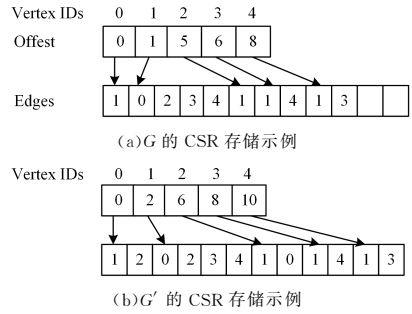 Vertex IDs 0 1 2 3 4
Offest 0 1 5 6 8
Edges 1 0 2 3 4 1 1 4 1 3
(a)G 的 CSR 存储示例
Vertex IDs 0 1 2 3 4
0 2 6 8 10
1 2 0 2 3 4 1 0 1 4 1 3
(b)G′ 的 CSR 存储示例